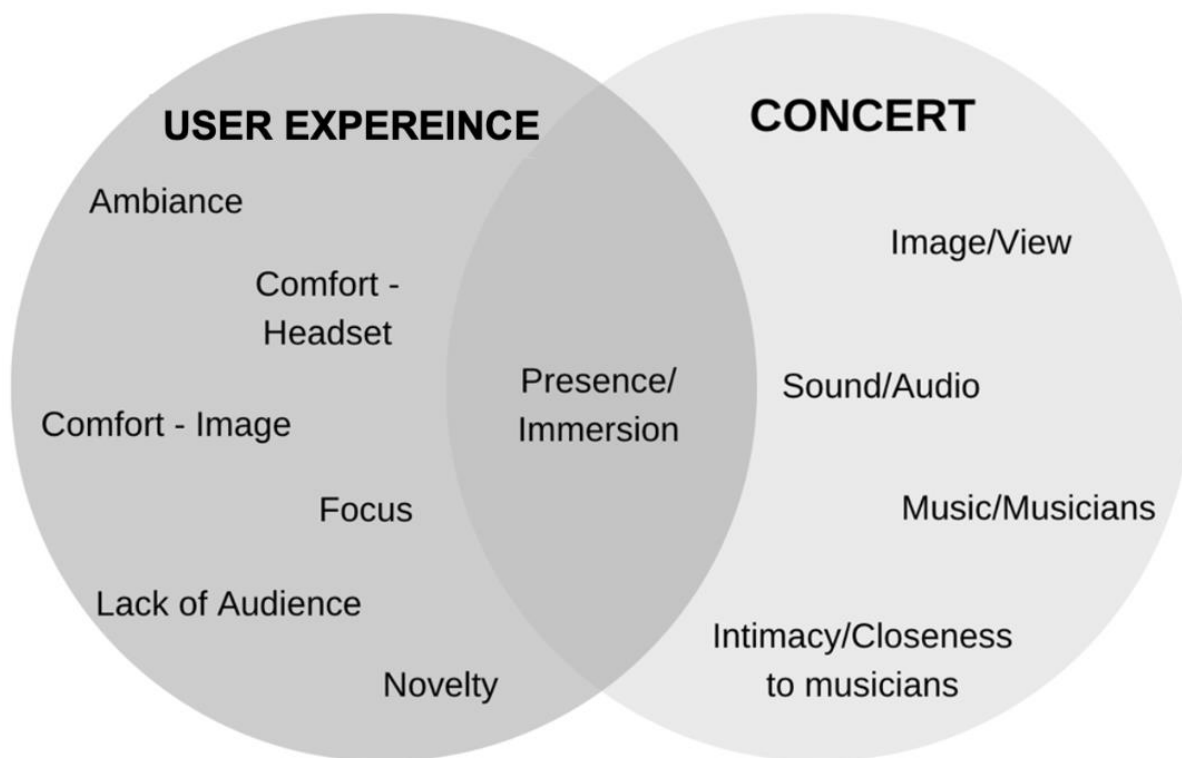 USER EXPEREINCE
Ambiance
Comfort -
Headset
Comfort - Image
Focus
Lack of Audience
Novelty
Presence/
Immersion
CONCERT
Image/View
Sound/Audio
Music/Musicians
Intimacy/Closeness
to musicians